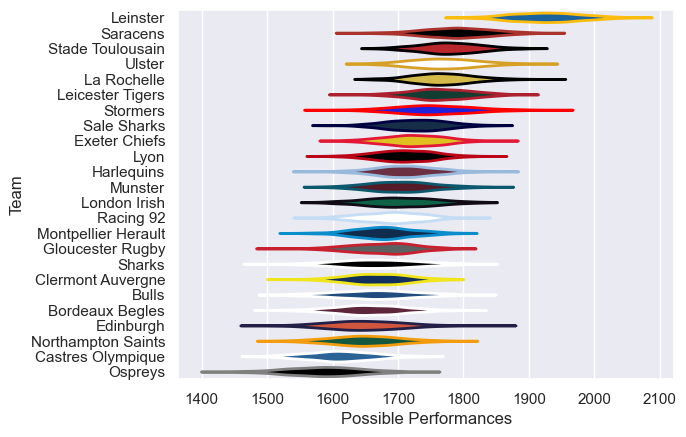 Leinster
Saracens
Stade Toulousain
Ulster
La Rochelle
Leicester Tigers
Stormers
Sale Sharks
Exeter Chiefs
Lyon
Harlequins
Munster
London Irish
Racing 92
Montpellier Herault
Gloucester Rugby
Sharks
Clermont Auvergne
Bulls
Bordeaux Begles
Edinburgh
Northampton Saints
Castres Olympique
Ospreys
Team
1400 1500 1600 1700 1800 1900 2000 2100
Possible Performances